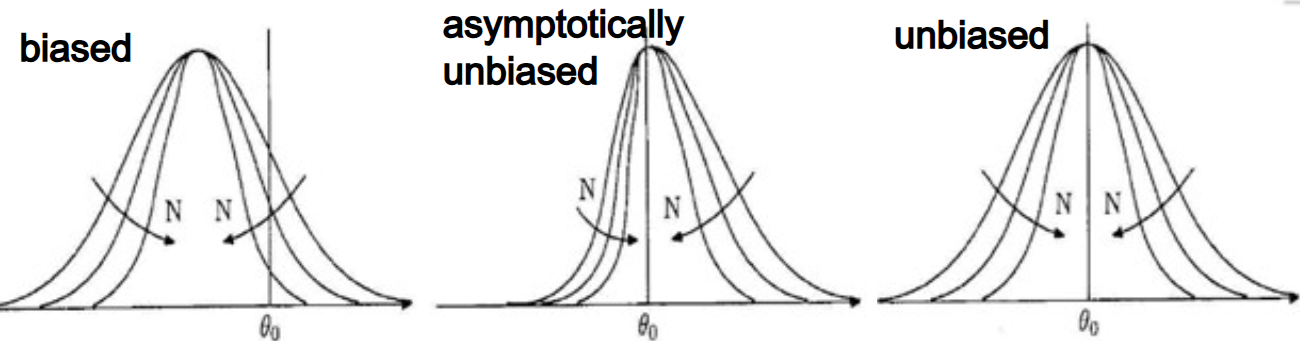 biased
N N
θ₀
asymptotically
unbiased
N
N
θ₀
unbiased
N N
θ₀